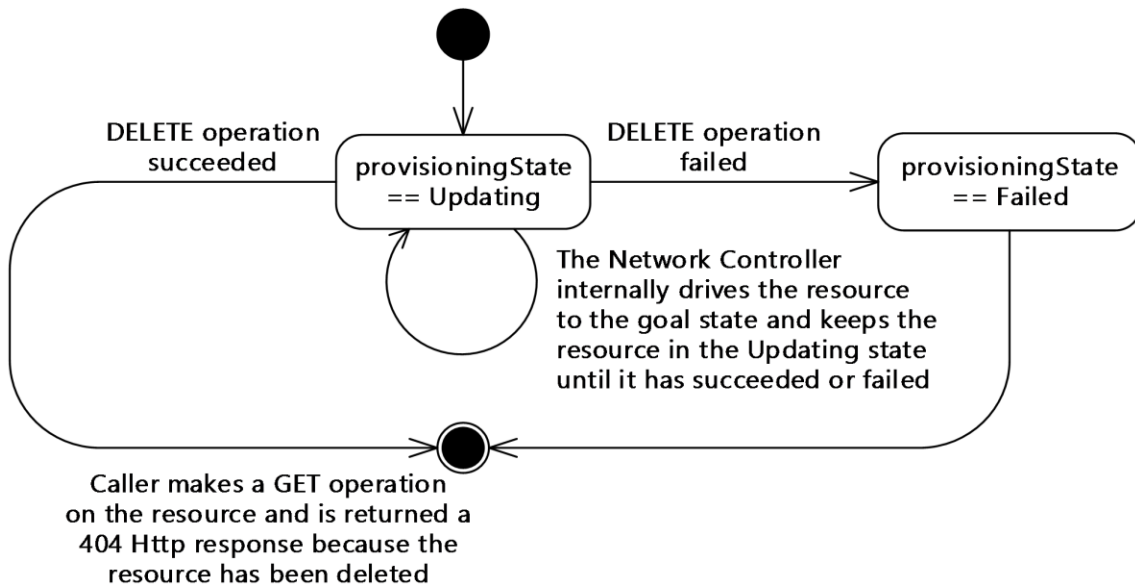 DELETE operation
succeeded
provisioningState
== Updating
DELETE operation
failed
provisioningState
== Failed
The Network Controller
internally drives the resource
to the goal state and keeps the
resource in the Updating state
until it has succeeded or failed
Caller makes a GET operation
on the resource and is returned a
404 Http response because the
resource has been deleted